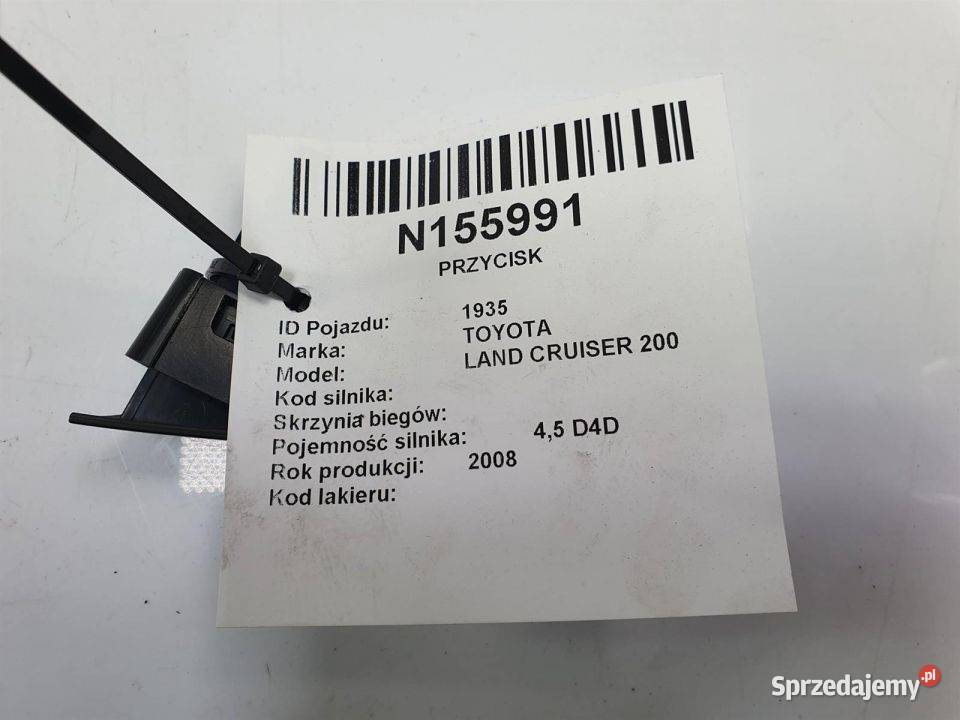 N155991
PRZYCISK
ID Pojazdu: 1935
Marka: TOYOTA
Model: LAND CRUISER 200
Kod silnika:
Skrzynia biegów:
Pojemność silnika: 4,5 D4D
Rok produkcji: 2008
Kod lakieru:
Sprzedajemy.pl